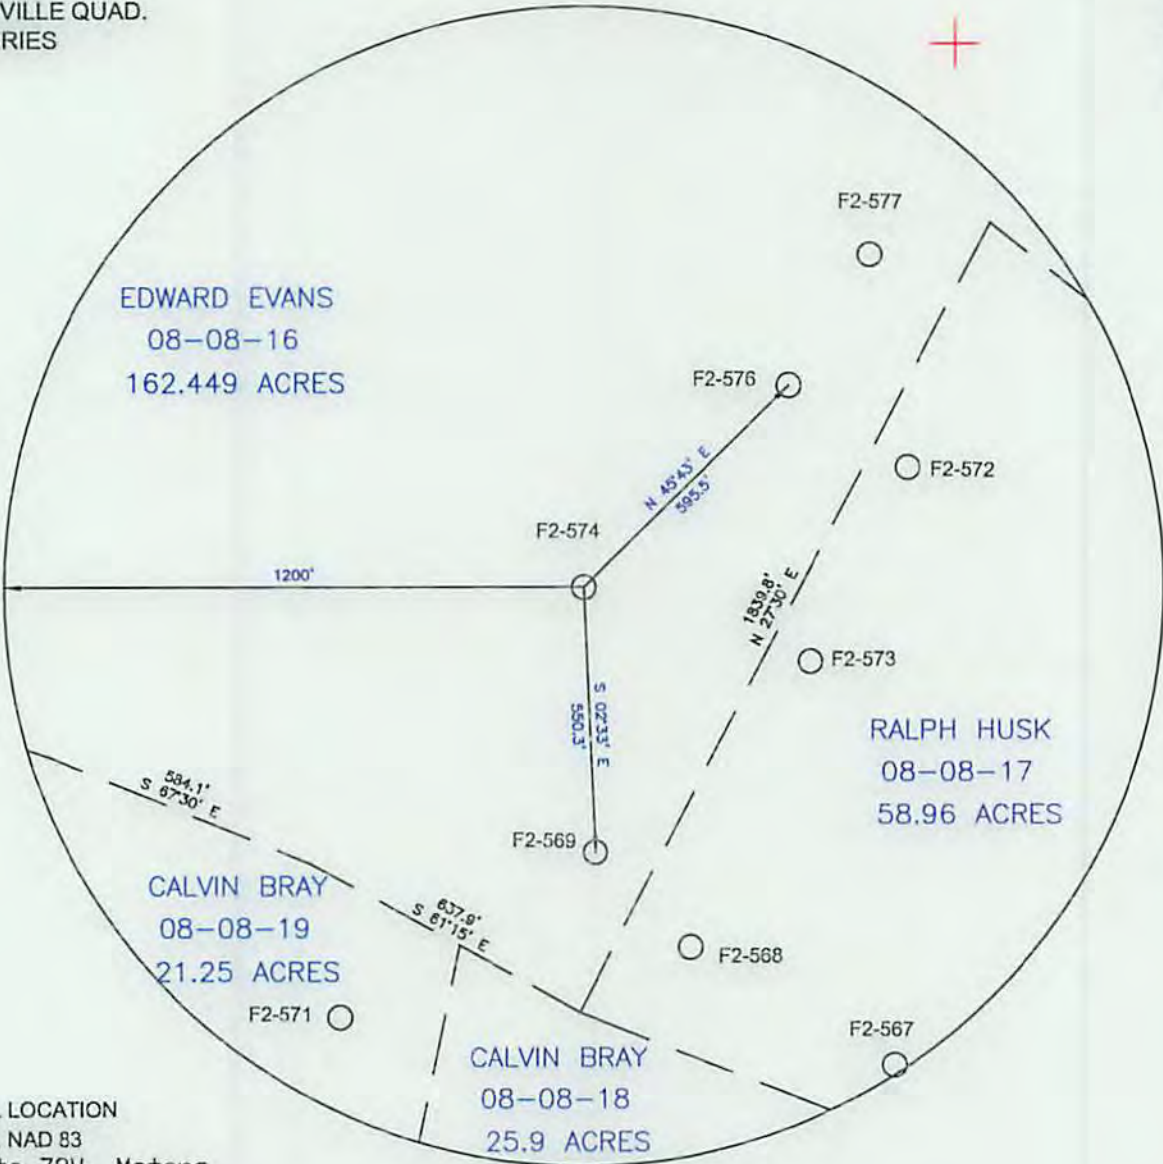 VILLE QUAD.
RIES
F2-577
EDWARD EVANS
08-08-16
162.449 ACRES
F2-576
N 45°43' E
595.5'
F2-572
F2-574
1200'
1839.8'
N 27°30' E
F2-573
S 02°33' E
550.3'
RALPH HUSK
08-08-17
58.96 ACRES
584.1'
S 67°30' E
F2-569
CALVIN BRAY
08-08-19
21.25 ACRES
637.9'
S 61°15' E
F2-568
F2-571
F2-567
CALVIN BRAY
08-08-18
25.9 ACRES
LOCATION
NAD 83